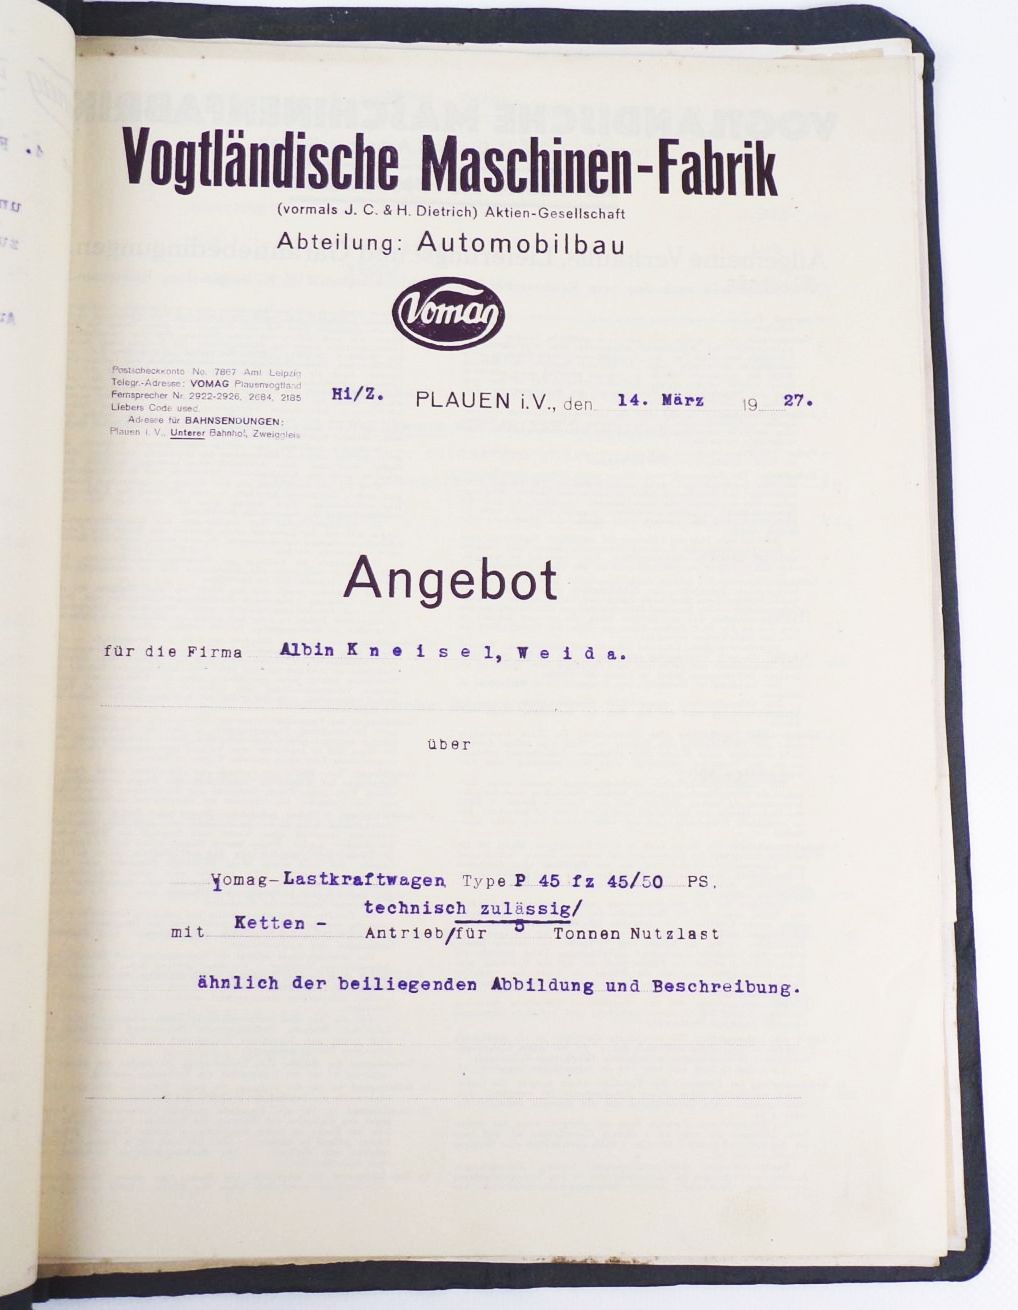 Vogtländische Maschinen-Fabrik
(vormals J. C. & H. Dietrich) Aktien-Gesellschaft
Abteilung: Automobilbau
Vomag
Postscheckkonto No. 7867 Amt Leipzig
Telegr.-Adresse: VOMAG Plauenvogtland
Fernsprecher Nr. 2922-2926, 2684, 2185
Liebers Code used.
Adresse für BAHNSENDUNGEN:
Plauen i. V., Unterer Bahnhof, Zweiggleis
Hi/Z. PLAUEN i.V., den 14. März 1927.
Angebot
für die Firma Albin Kneisel, Weida.
über
Vomag-Lastkraftwagen Type P 45 fz 45/50 PS,
technisch zulässig/
mit Ketten - Antrieb/für 5 Tonnen Nutzlast
ähnlich der beiliegenden Abbildung und Beschreibung.